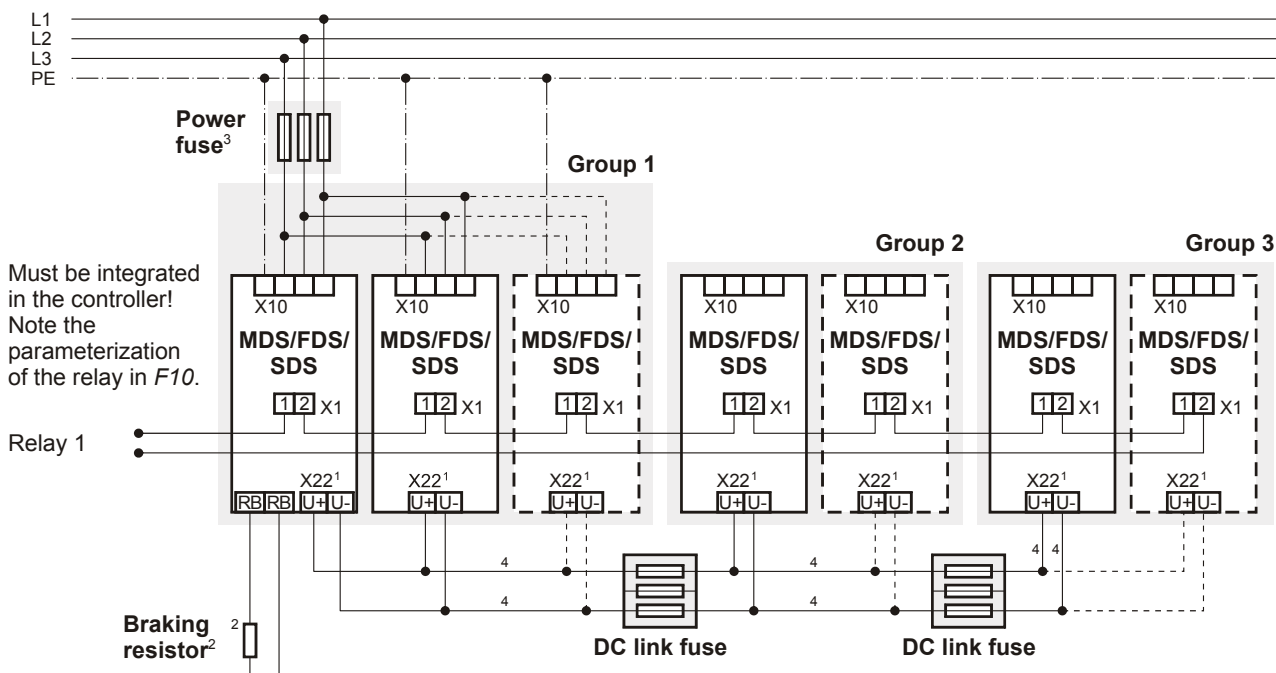 L1
L2
L3
PE
Power
fuse³
Group 1
Group 2
Group 3
Must be integrated
in the controller!
Note the
parameterization
of the relay in F10.
X10 X10 X10 X10 X10 X10 X10
MDS/FDS/ MDS/FDS/ MDS/FDS/ MDS/FDS/ MDS/FDS/ MDS/FDS/ MDS/FDS/
SDS SDS SDS SDS SDS SDS SDS
1 2 X1 1 2 X1 1 2 X1 1 2 X1 1 2 X1 1 2 X1 1 2 X1
Relay 1
X22¹ X22¹ X22¹ X22¹ X22¹ X22¹ X22¹
RB RB U+ U- U+ U- U+ U- U+ U- U+ U- U+ U- U+ U-
4 4
4 4
4 4
Braking
resistor²
2
DC link fuse
DC link fuse